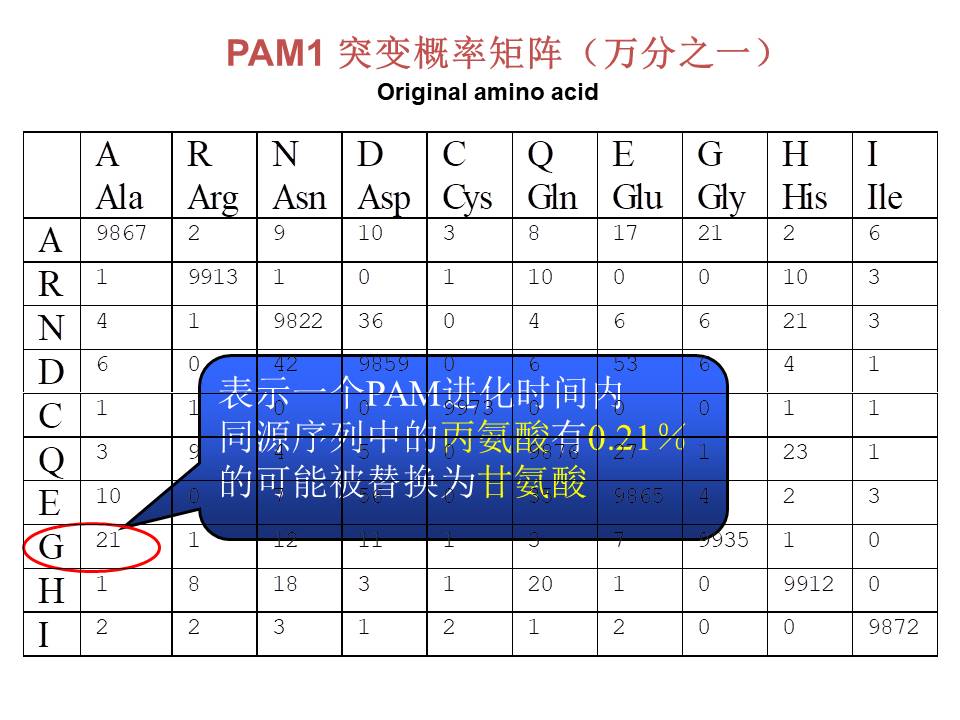 PAM1 突变概率矩阵（万分之一）
Original amino acid
A R N D C Q E G H I
Ala Arg Asn Asp Cys Gln Glu Gly His Ile
A 9867 2 9 10 3 8 17 21 2 6
R 1 9913 1 0 1 10 0 0 10 3
N 4 1 9822 36 0 4 6 6 21 3
D 6 0 42 9859 0 6 53 6 4 1
C 1 1 0 0 9973 0 0 0 1 1
Q 3 9 4 5 0 9876 27 1 23 1
E 10 0 7 56 0 35 9865 4 2 3
G 21 1 12 11 1 3 7 9935 1 0
H 1 8 18 3 1 20 1 0 9912 0
I 2 2 3 1 2 1 2 0 0 9872
表示一个PAM进化时间内
同源序列中的丙氨酸有0.21％
的可能被替换为甘氨酸